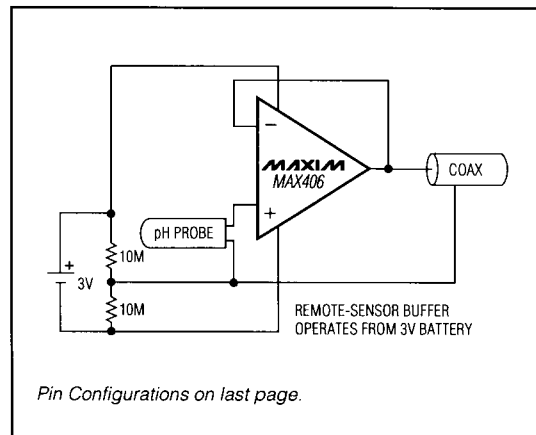 −
MAXIM
MAX406
+
COAX
pH PROBE
+
3V
10M
10M
REMOTE-SENSOR BUFFER
OPERATES FROM 3V BATTERY
Pin Configurations on last page.